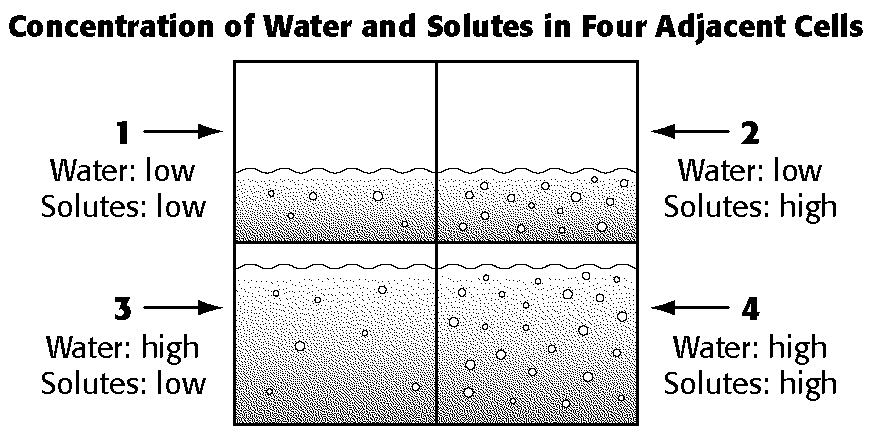 Concentration of Water and Solutes in Four Adjacent Cells
1
Water: low
Solutes: low
2
Water: low
Solutes: high
3
Water: high
Solutes: low
4
Water: high
Solutes: high